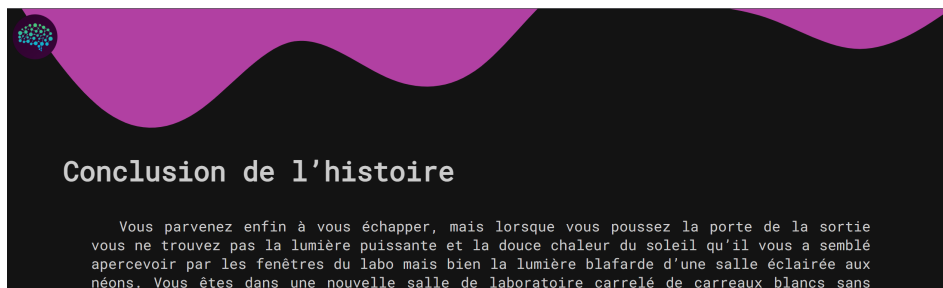 Conclusion de l’histoire
Vous parvenez enfin à vous échapper, mais lorsque vous poussez la porte de la sortie
vous ne trouvez pas la lumière puissante et la douce chaleur du soleil qu’il vous a semblé
apercevoir par les fenêtres du labo mais bien la lumière blafarde d’une salle éclairée aux
néons. Vous êtes dans une nouvelle salle de laboratoire carrelé de carreaux blancs sans